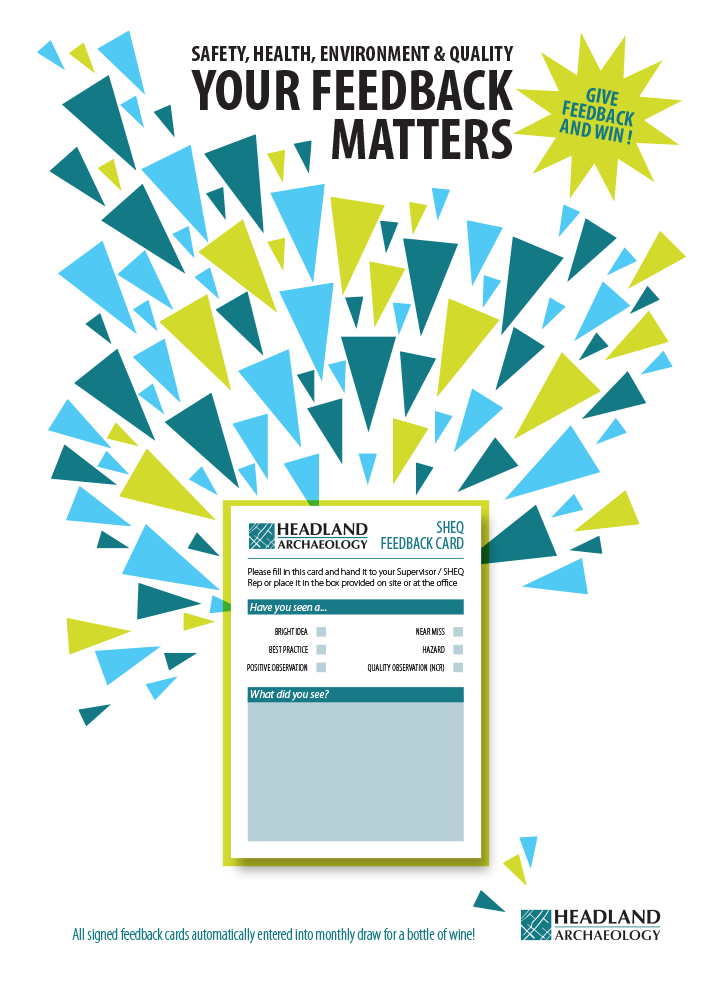 SAFETY, HEALTH, ENVIRONMENT & QUALITY
YOUR FEEDBACK
MATTERS
GIVE
FEEDBACK
AND WIN !
HEADLAND
ARCHAEOLOGY
SHEQ
FEEDBACK CARD
Please fill in this card and hand it to your Supervisor / SHEQ
Rep or place it in the box provided on site or at the office
Have you seen a...
BRIGHT IDEA
NEAR MISS
BEST PRACTICE
HAZARD
POSITIVE OBSERVATION
QUALITY OBSERVATION (NCR)
What did you see?
All signed feedback cards automatically entered into monthly draw for a bottle of wine!
HEADLAND
ARCHAEOLOGY